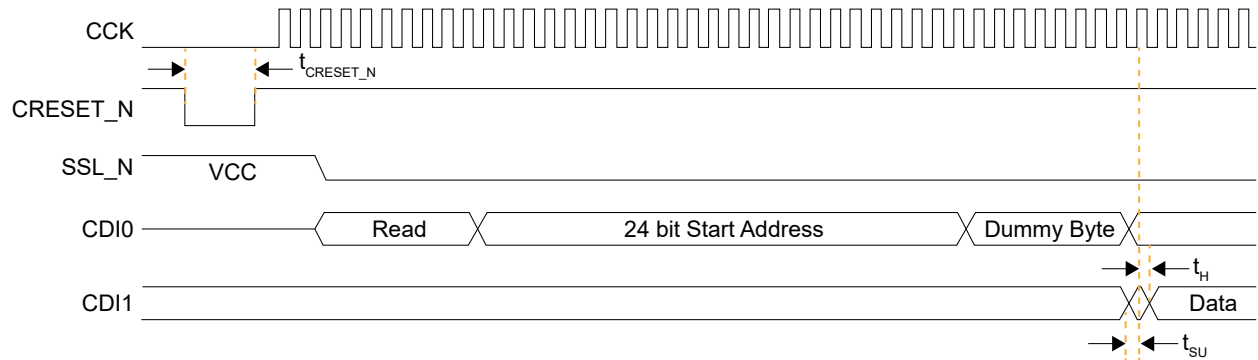 CCK
t_CRESET_N
CRESET_N
SSL_N VCC
CDI0 Read 24 bit Start Address Dummy Byte
t_H
CDI1 Data
t_SU